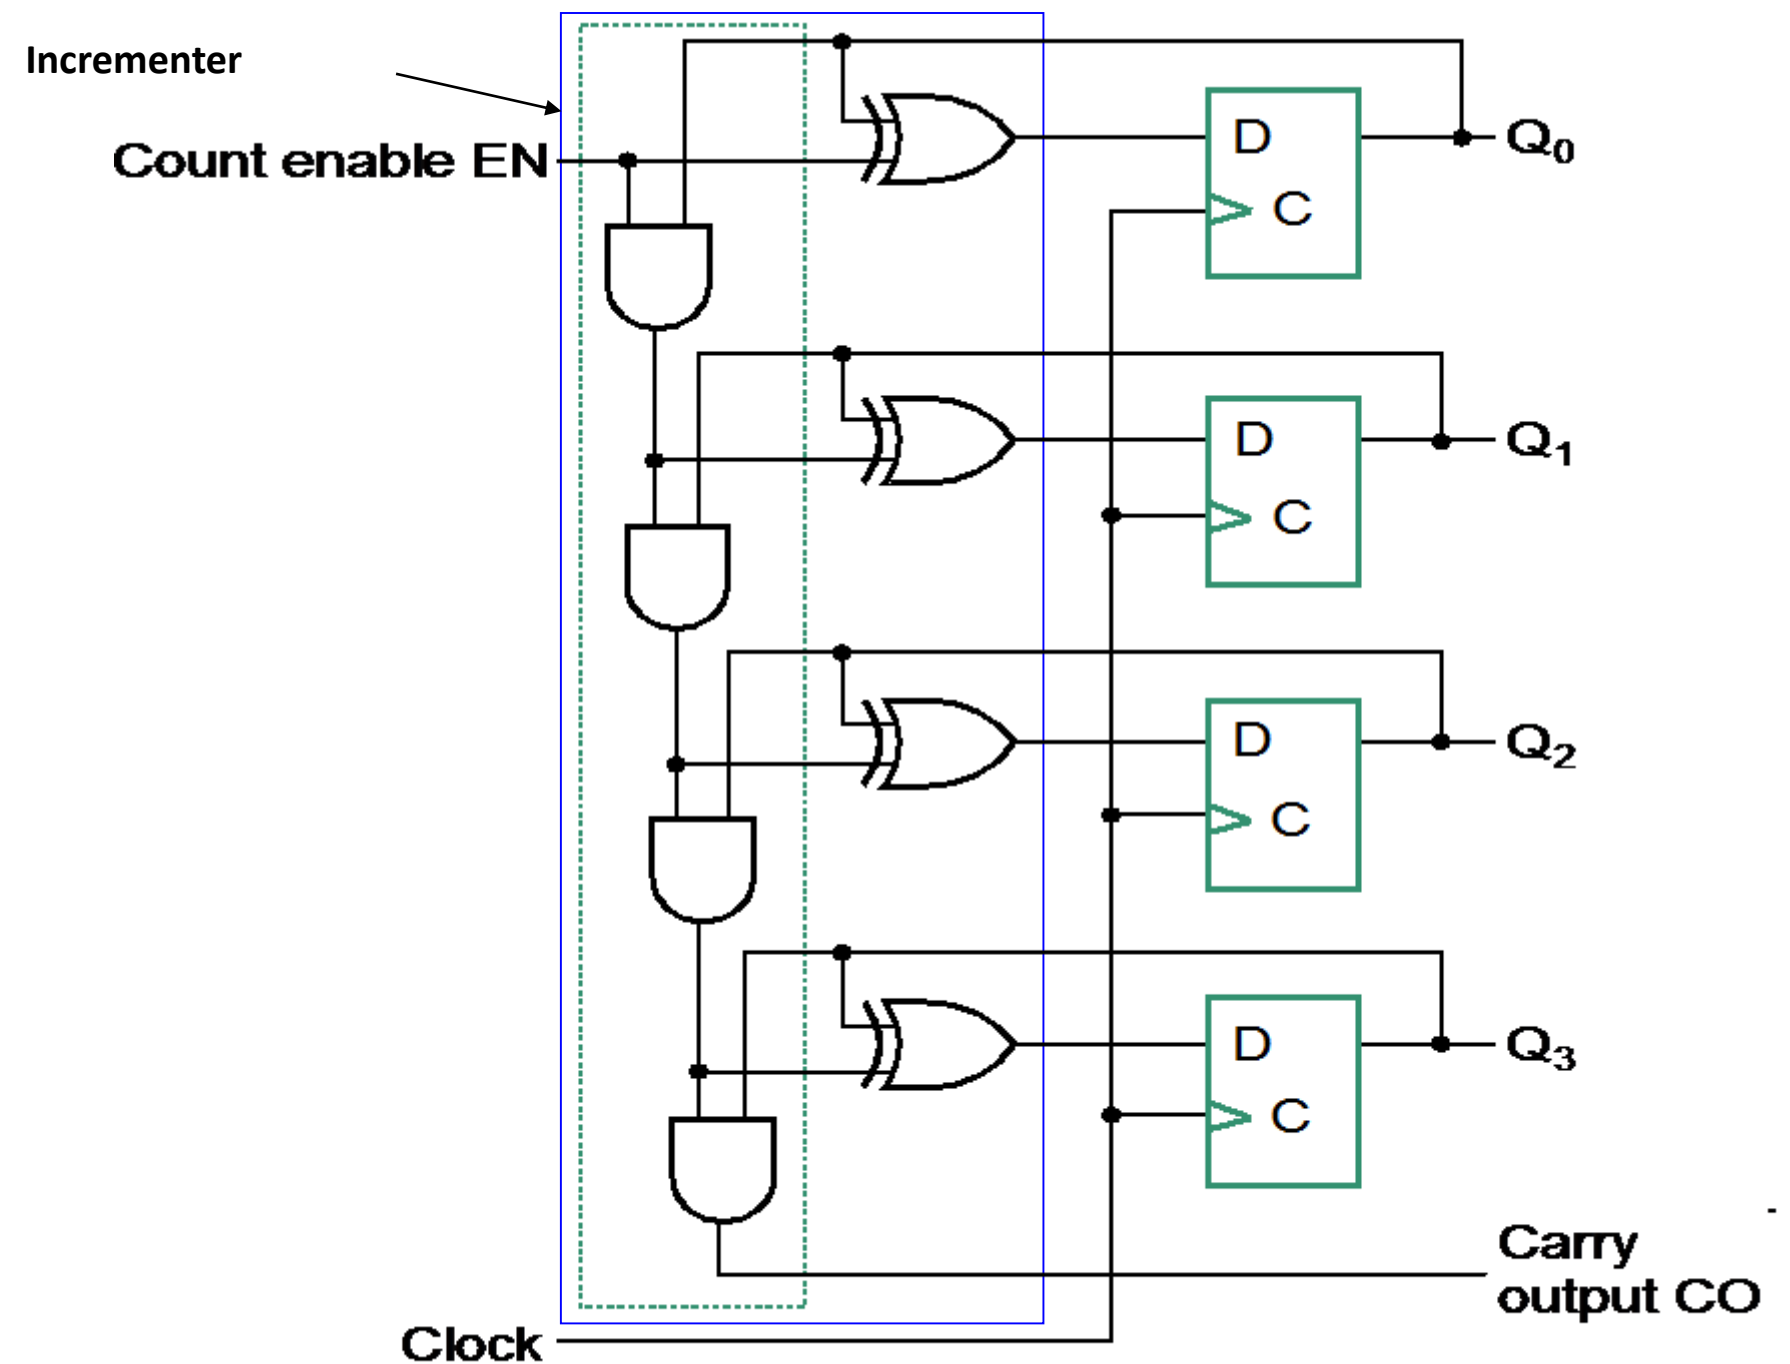 Incrementer
Count enable EN
D
C
Q0
D
C
Q1
D
C
Q2
D
C
Q3
Carry
output CO
Clock